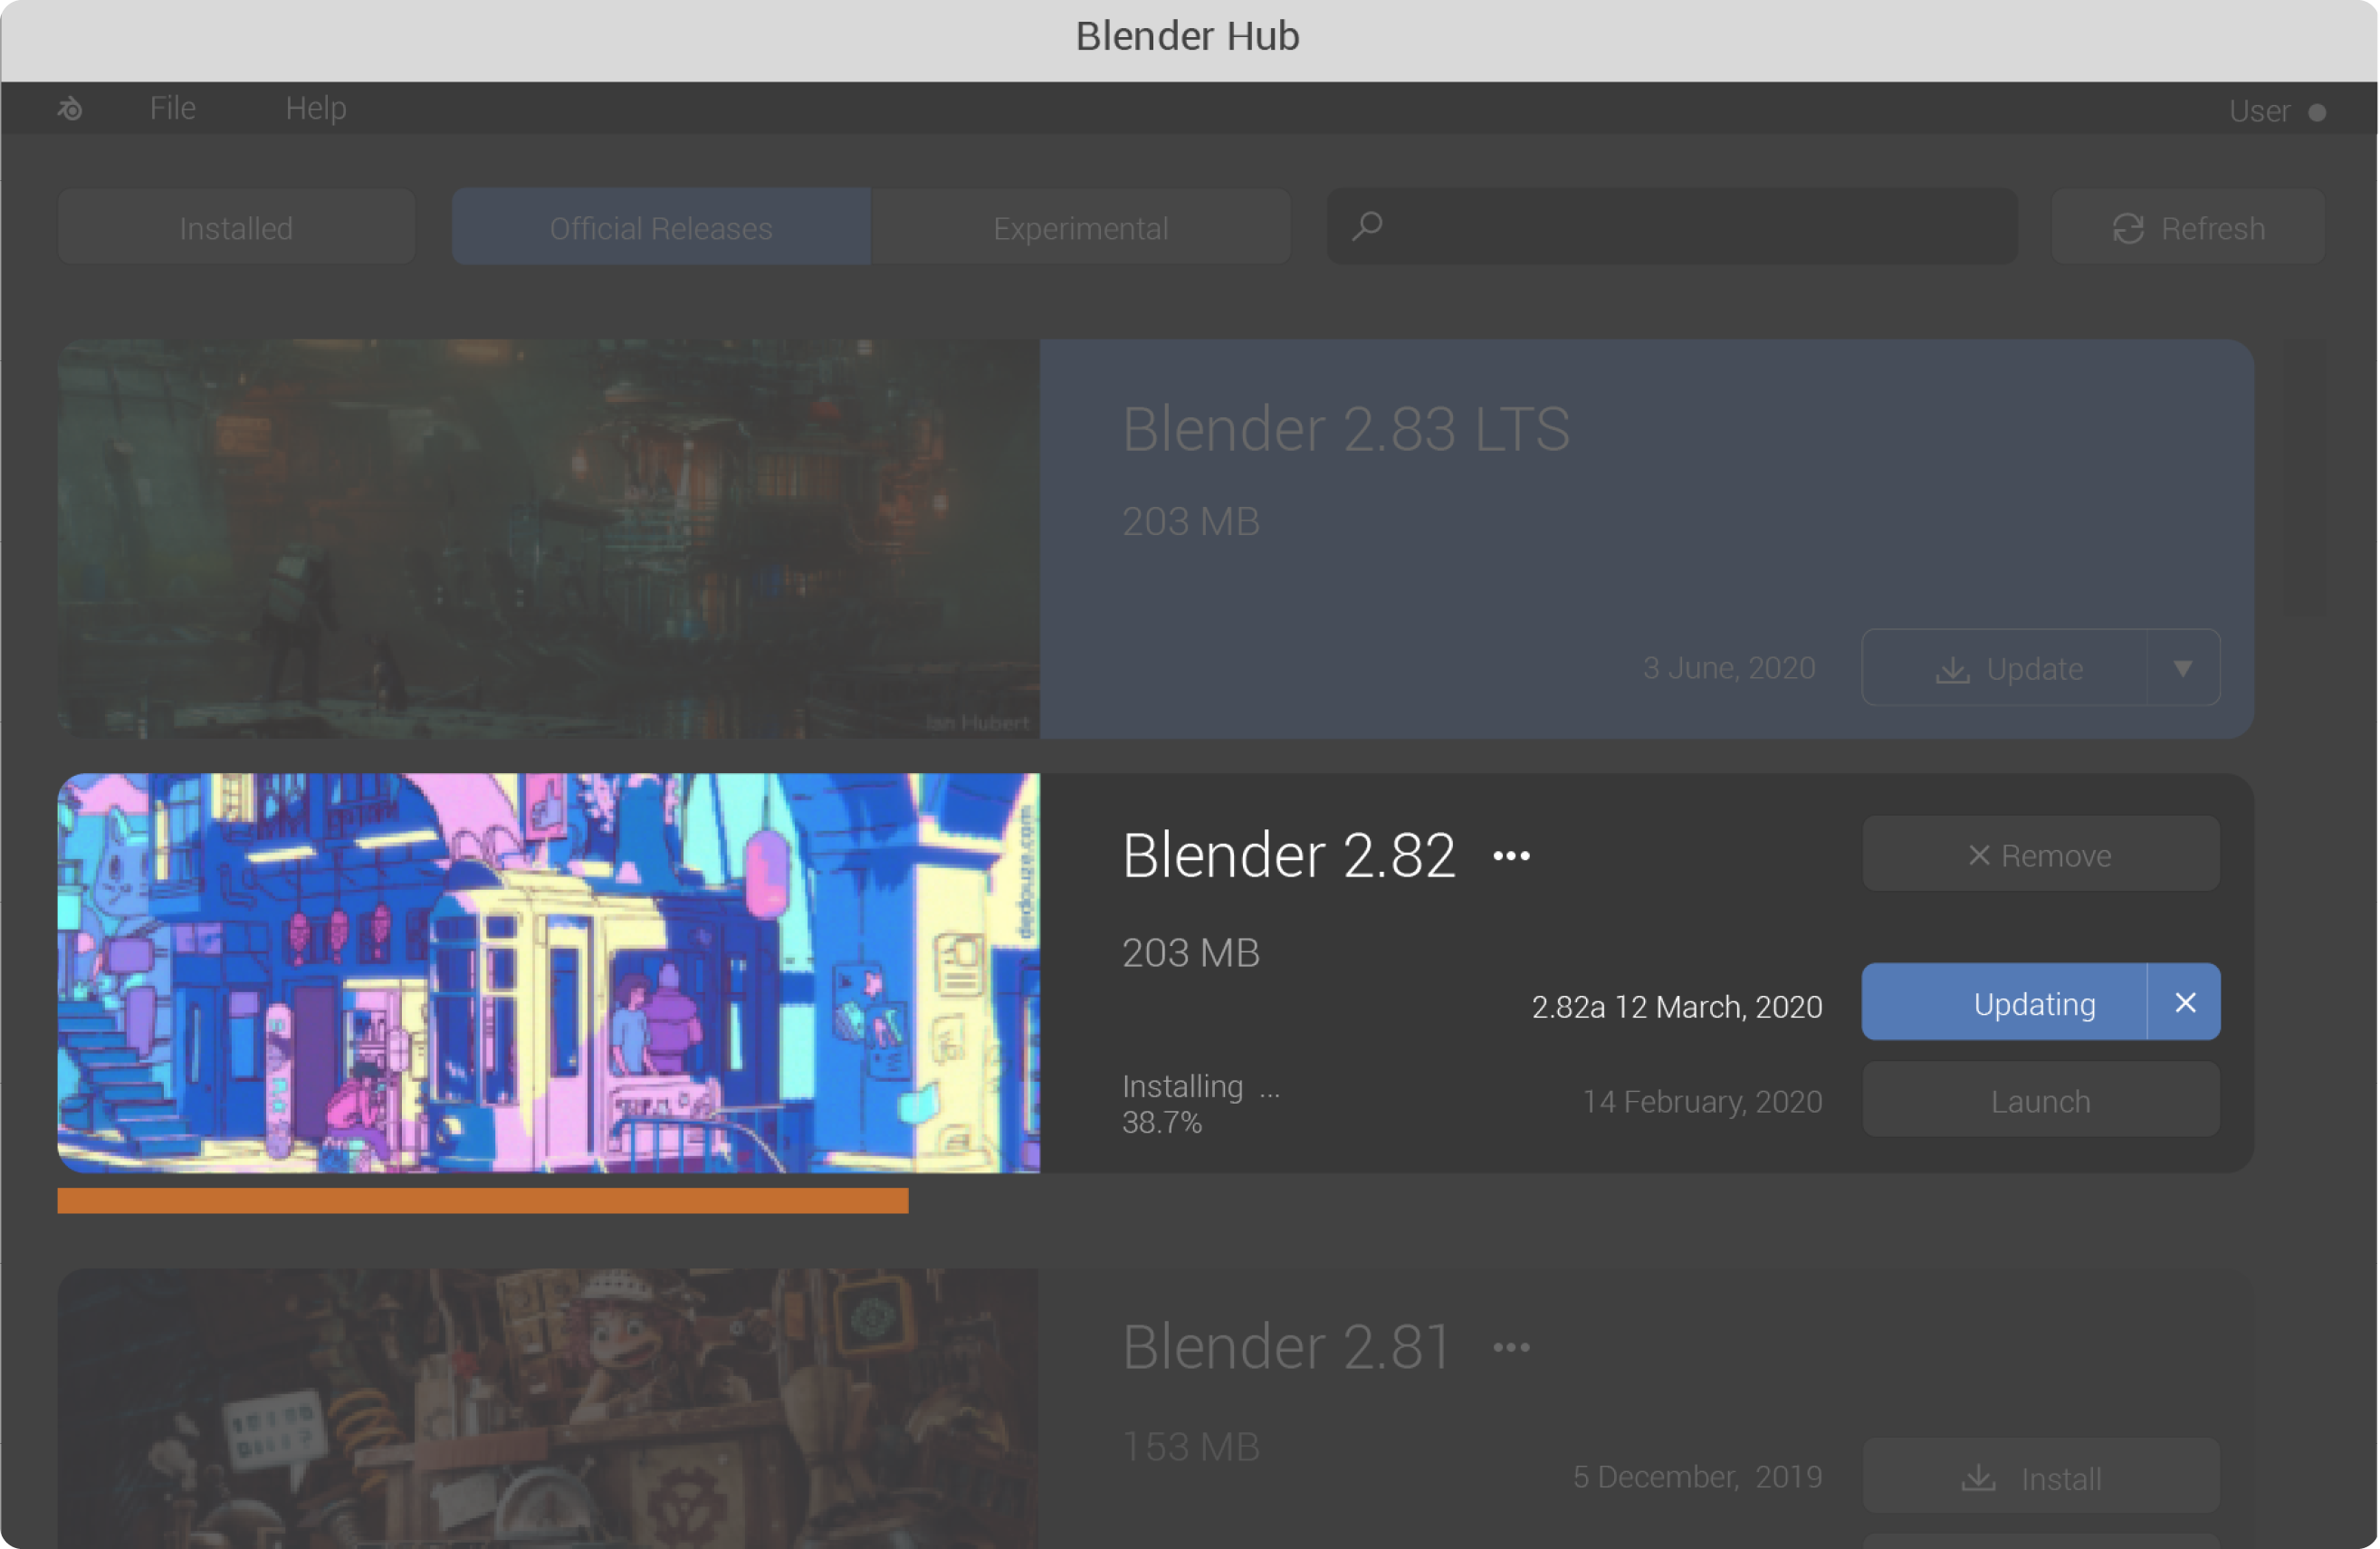 Blender Hub
File Help User
Installed Official Releases Experimental Refresh
Blender 2.83 LTS
203 MB
3 June, 2020 Update
Ian Hubert
dedouze.com
Blender 2.82 •••
Remove
203 MB
2.82a 12 March, 2020 Updating
Installing ...
38.7%
14 February, 2020 Launch
Blender 2.81 •••
153 MB
5 December, 2019 Install